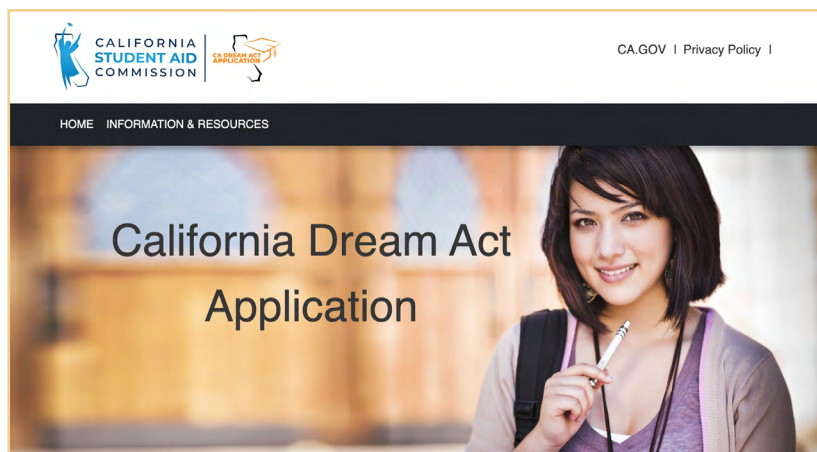 CALIFORNIA
STUDENT AID
COMMISSION
CA DREAM ACT
APPLICATION
CA.GOV | Privacy Policy |
HOME INFORMATION & RESOURCES
California Dream Act
Application